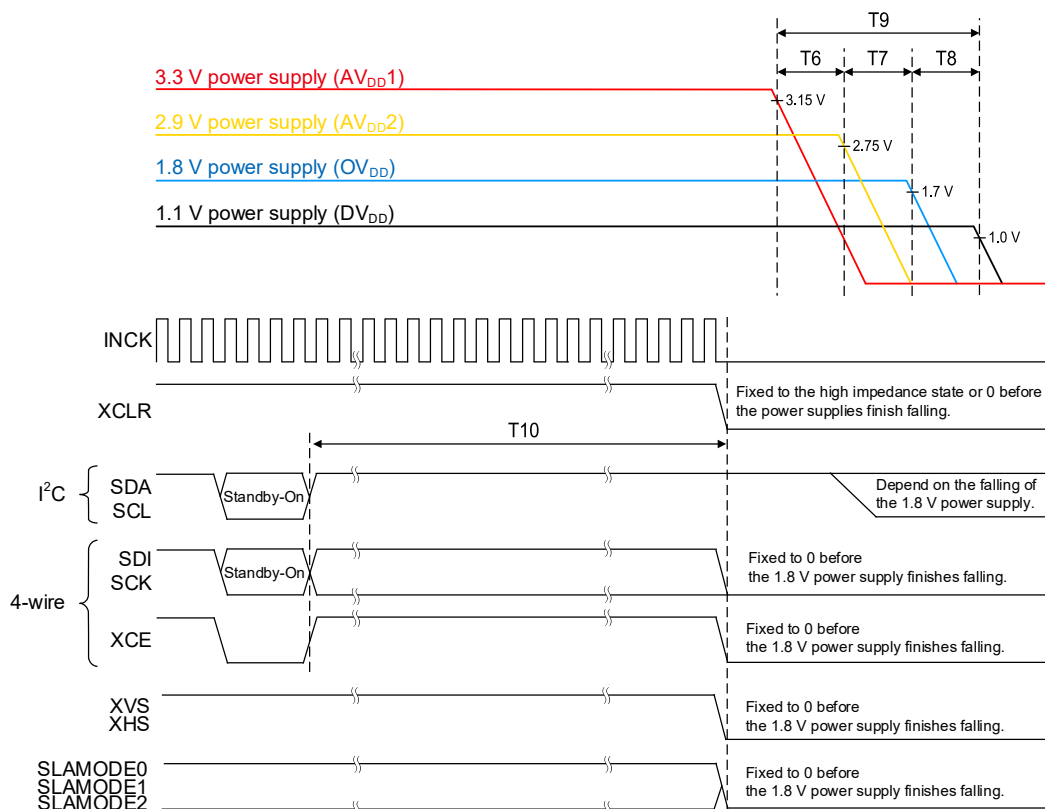 T9
T6 T7 T8
3.3 V power supply (AVDD1)
3.15 V
2.9 V power supply (AVDD2)
2.75 V
1.8 V power supply (OVDD)
1.7 V
1.1 V power supply (DVDD)
1.0 V
INCK
XCLR
Fixed to the high impedance state or 0 before
the power supplies finish falling.
T10
I²C
SDA
SCL
Standby-On
Depend on the falling of
the 1.8 V power supply.
4-wire
SDI
SCK
Standby-On
Fixed to 0 before
the 1.8 V power supply finishes falling.
XCE
Fixed to 0 before
the 1.8 V power supply finishes falling.
XVS
XHS
Fixed to 0 before
the 1.8 V power supply finishes falling.
SLAMODE0
SLAMODE1
SLAMODE2
Fixed to 0 before
the 1.8 V power supply finishes falling.